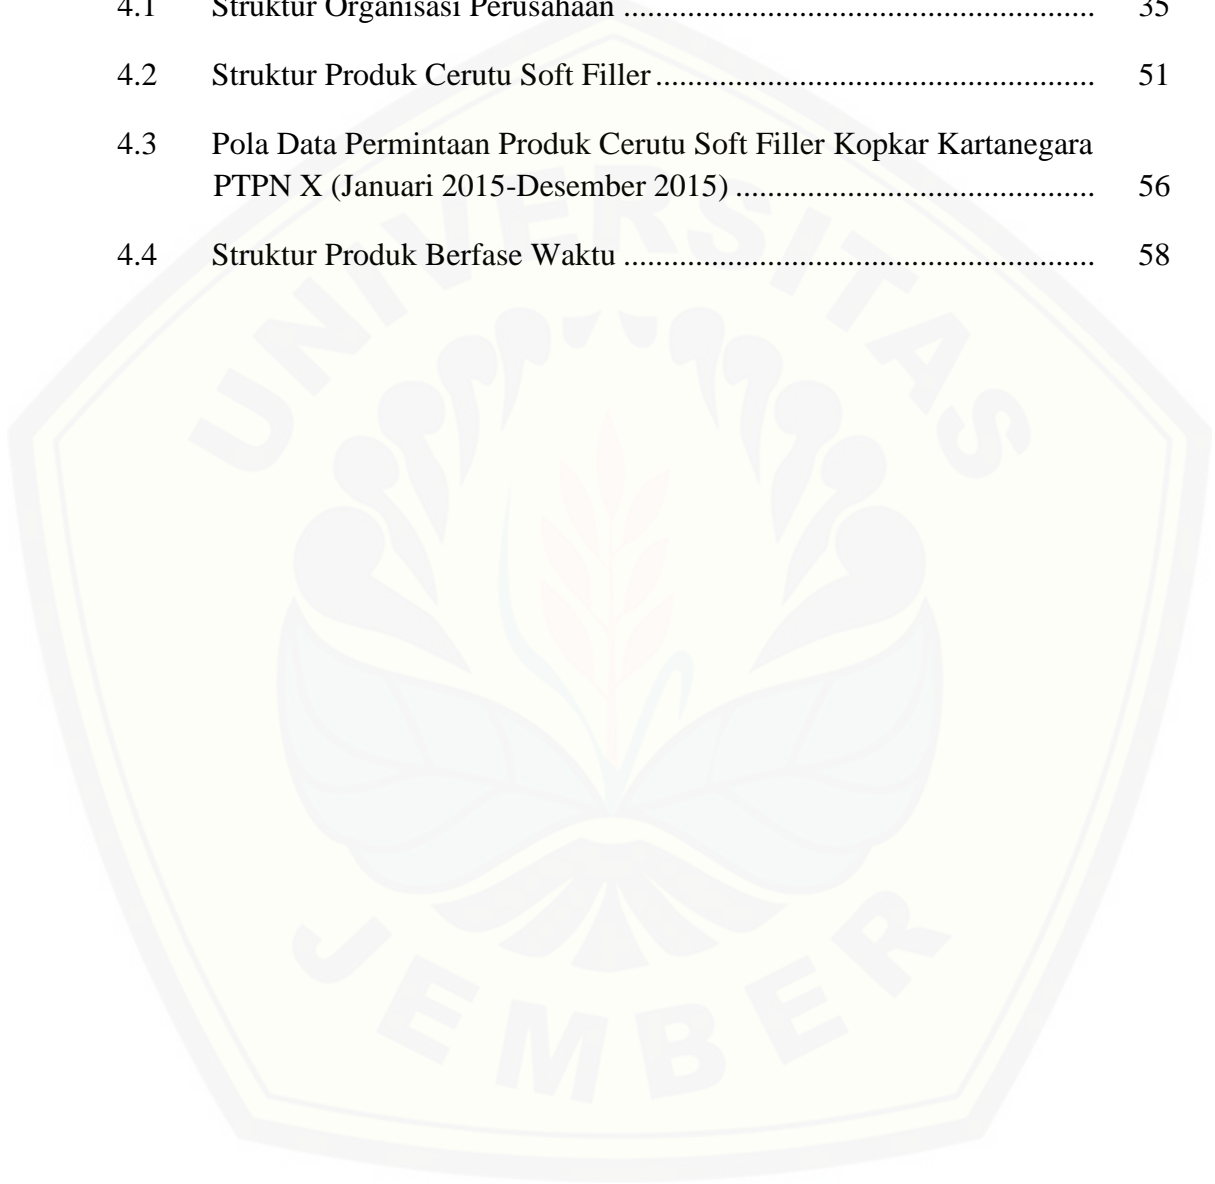 4.1 Struktur Organisasi Perusahaan .......................................................... 35
4.2 Struktur Produk Cerutu Soft Filler ...................................................... 51
4.3 Pola Data Permintaan Produk Cerutu Soft Filler Kopkar Kartanegara
PTPN X (Januari 2015-Desember 2015) ............................................ 56
4.4 Struktur Produk Berfase Waktu .......................................................... 58
UNIVERSITAS
JEMBER